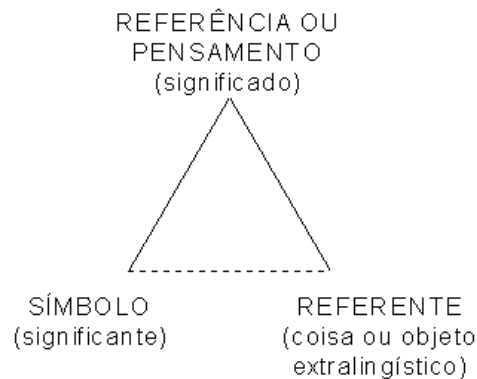 REFERÊNCIA OU
PENSAMENTO
(significado)
SÍMBOLO
(significante)
REFERENTE
(coisa ou objeto
extralingístico)